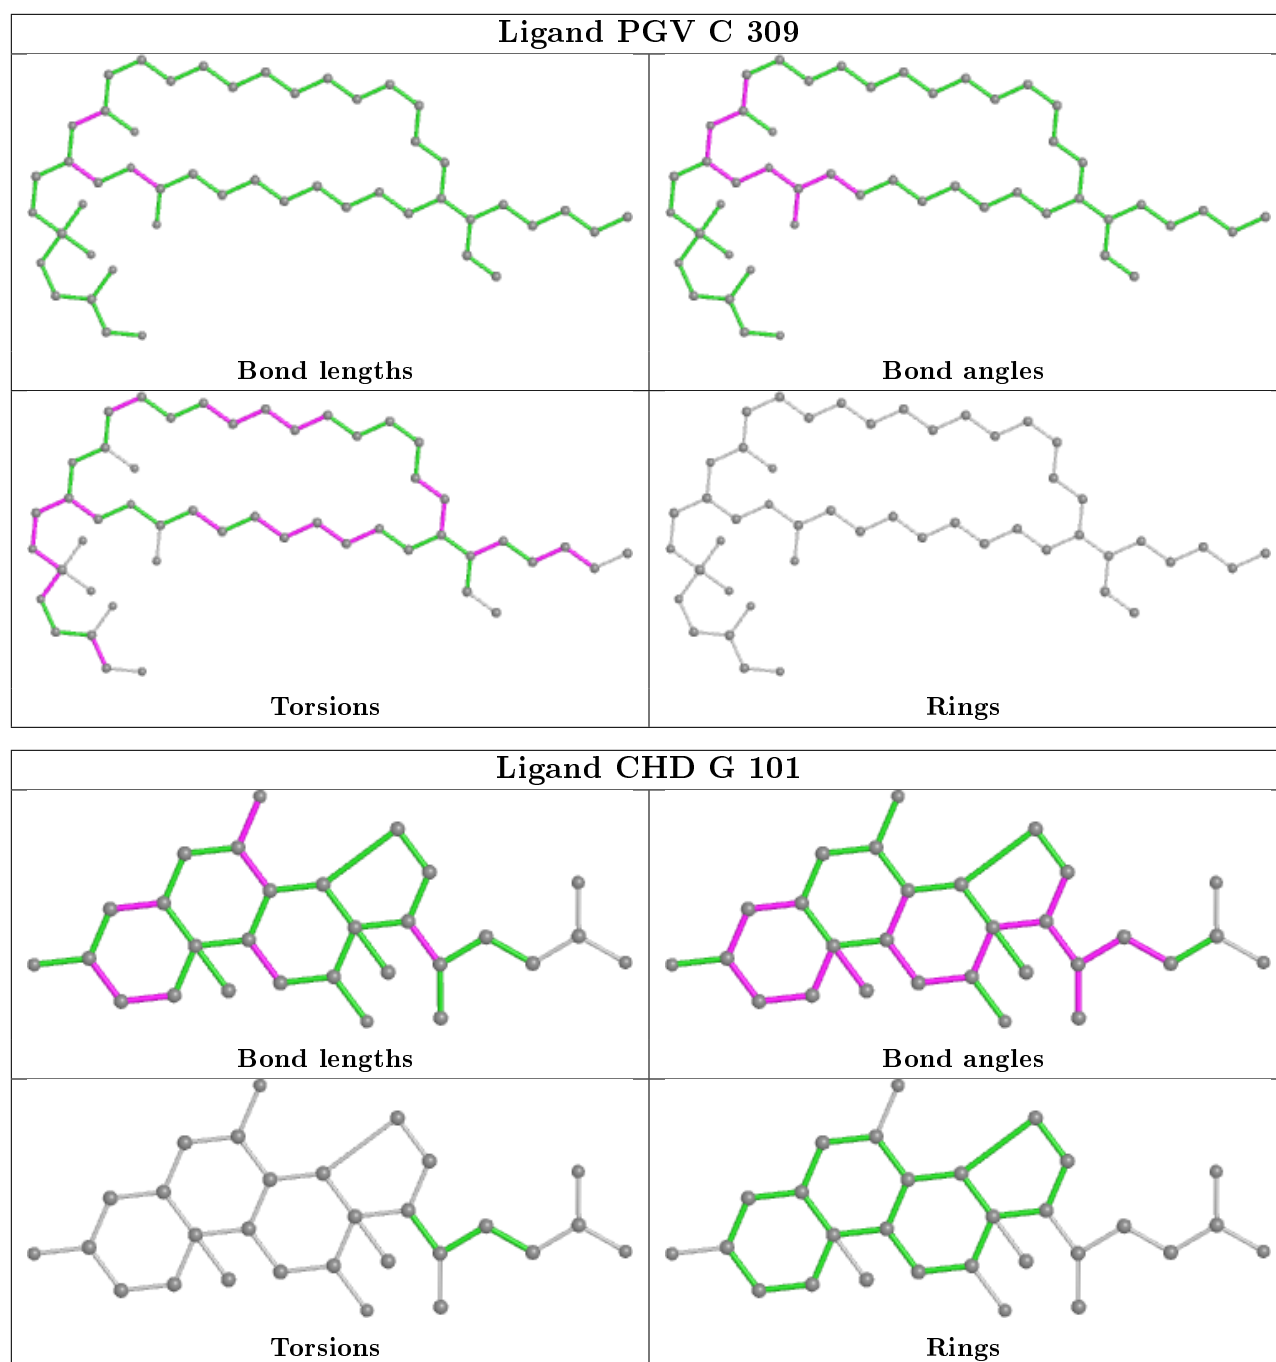 Ligand PGV C 309
Bond lengths
Bond angles
Torsions
Rings
Ligand CHD G 101
Bond lengths
Bond angles
Torsions
Rings